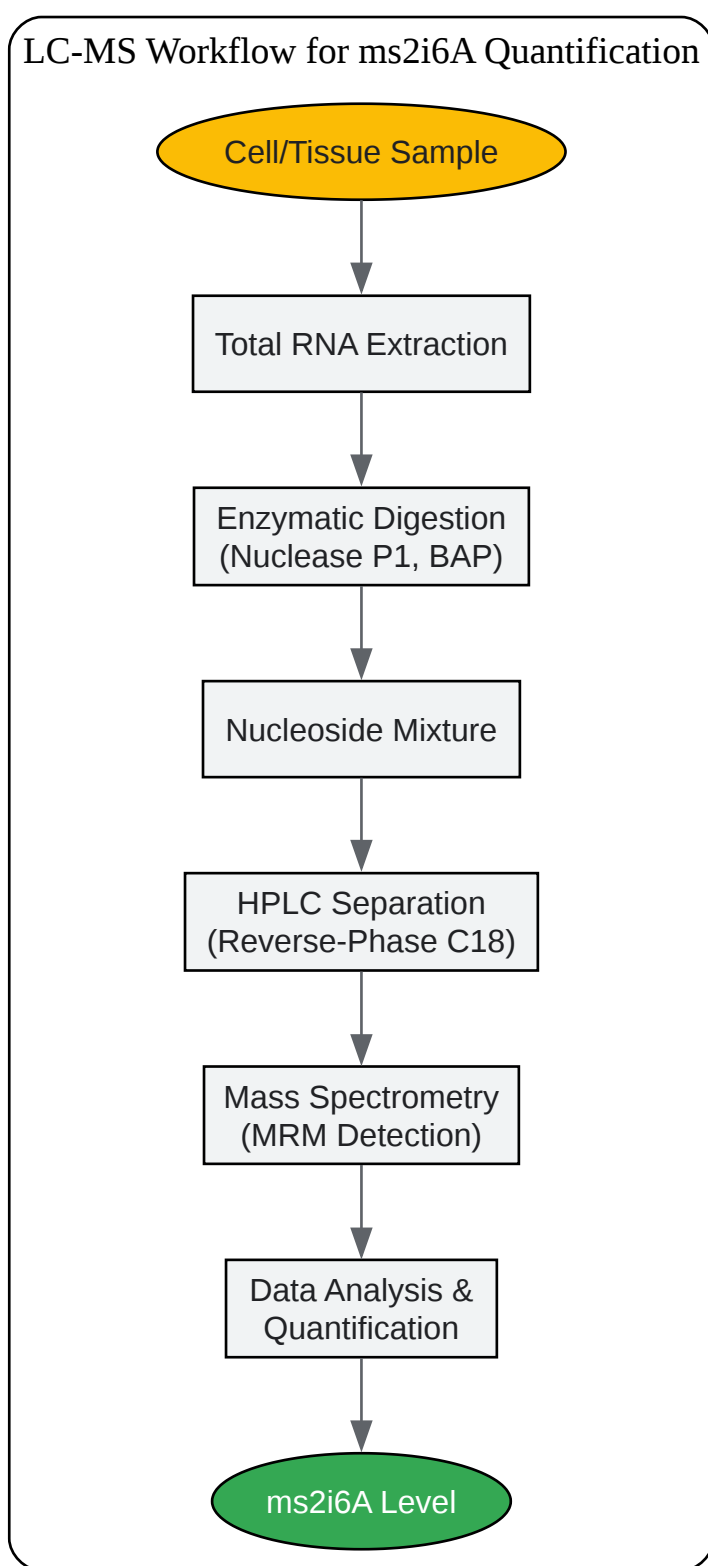 LC-MS Workflow for ms2i6A Quantification
Cell/Tissue Sample
Total RNA Extraction
Enzymatic Digestion
(Nuclease P1, BAP)
Nucleoside Mixture
HPLC Separation
(Reverse-Phase C18)
Mass Spectrometry
(MRM Detection)
Data Analysis &
Quantification
ms2i6A Level